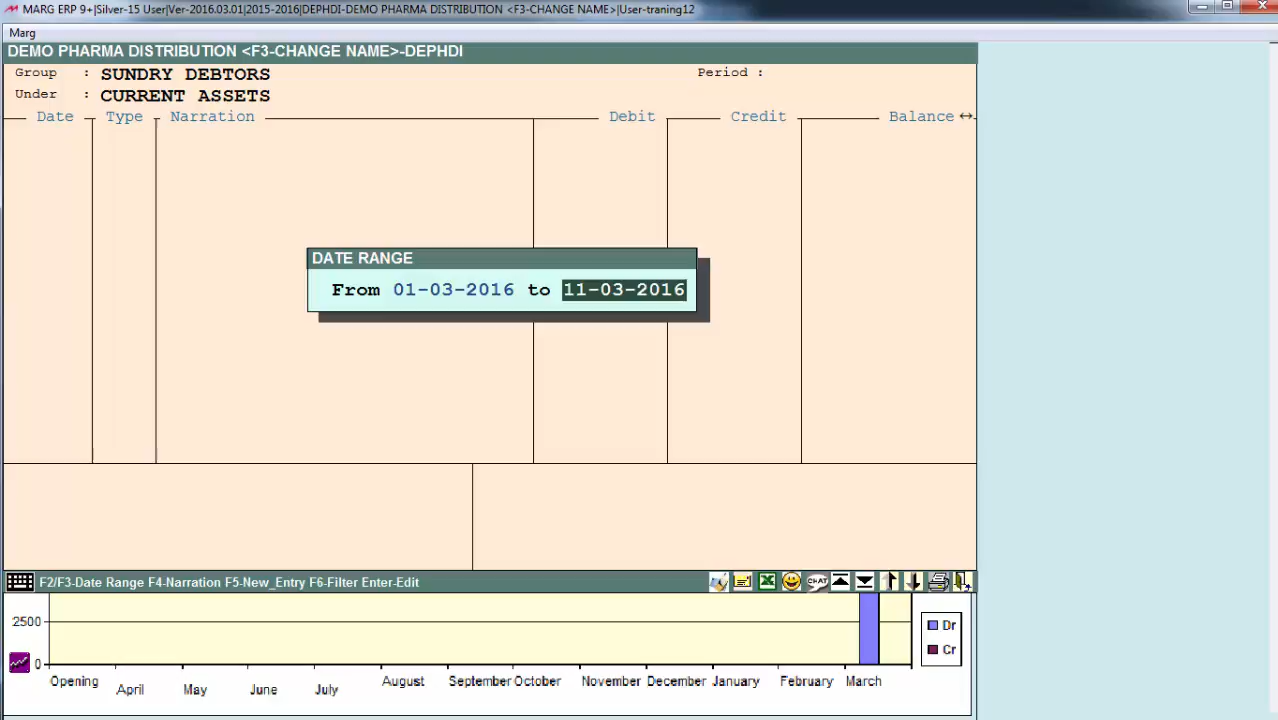 MARG ERP 9+|Silver-15 User|Ver-2016.03.01|2015-2016|DEPHDI-DEMO PHARMA DISTRIBUTION <F3-CHANGE NAME>|User-traning12
Marg
DEMO PHARMA DISTRIBUTION <F3-CHANGE NAME>-DEPHDI
Group : SUNDRY DEBTORS Period :
Under : CURRENT ASSETS
Date Type Narration Debit Credit Balance
DATE RANGE
From 01-03-2016 to 11-03-2016
F2/F3-Date Range F4-Narration F5-New_Entry F6-Filter Enter-Edit CHAT
2500
0
Dr
Cr
Opening April May June July August September October November December January February March